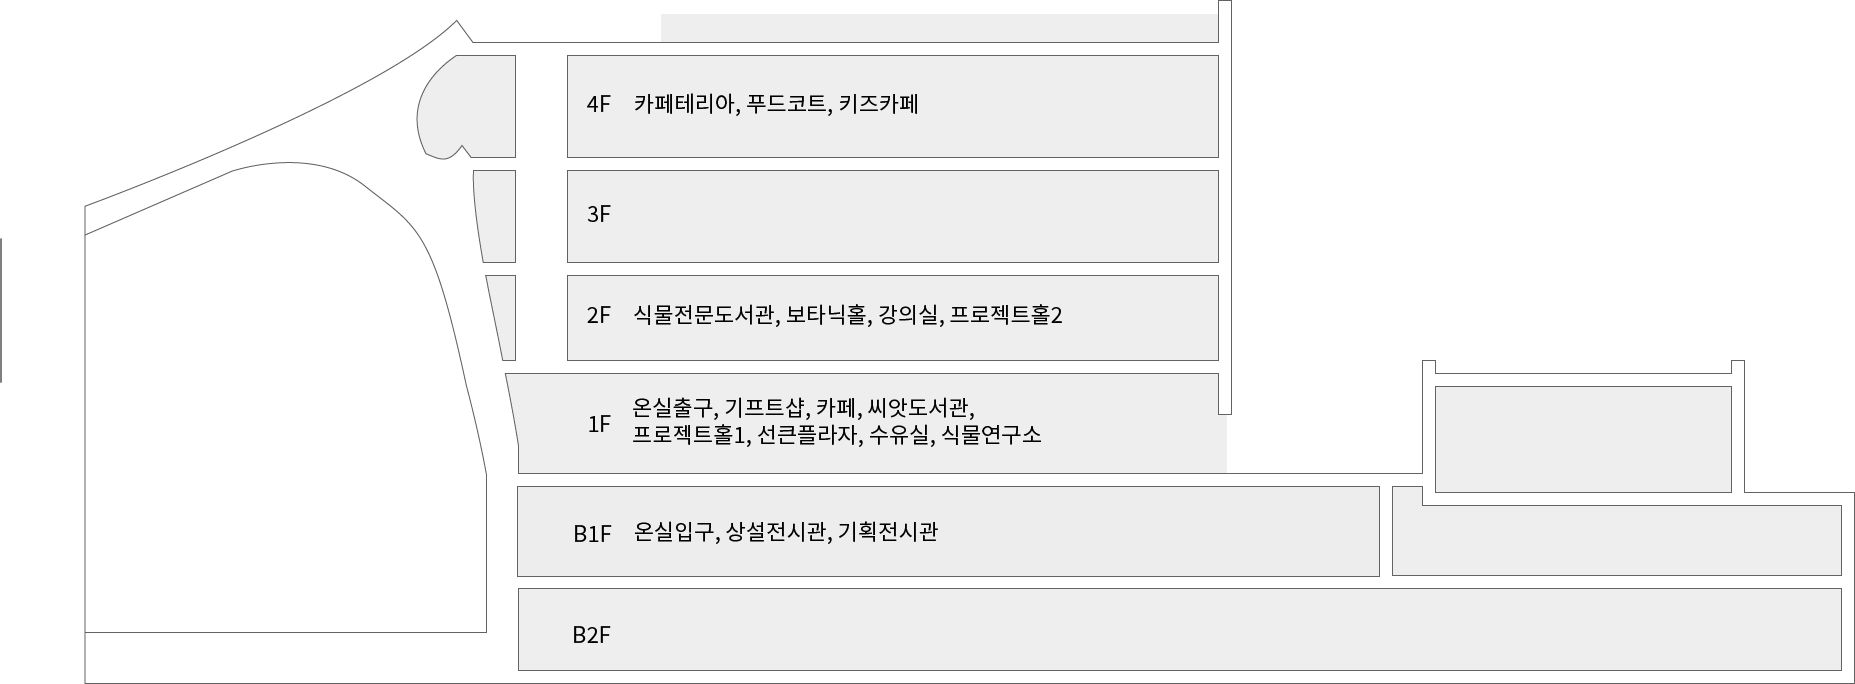 4F 카페테리아, 푸드코트, 키즈카페
3F
2F 식물전문도서관, 보타닉홀, 강의실, 프로젝트홀2
1F 온실출구, 기프트샵, 카페, 씨앗도서관,
프로젝트홀1, 선큰플라자, 수유실, 식물연구소
B1F 온실입구, 상설전시관, 기획전시관
B2F